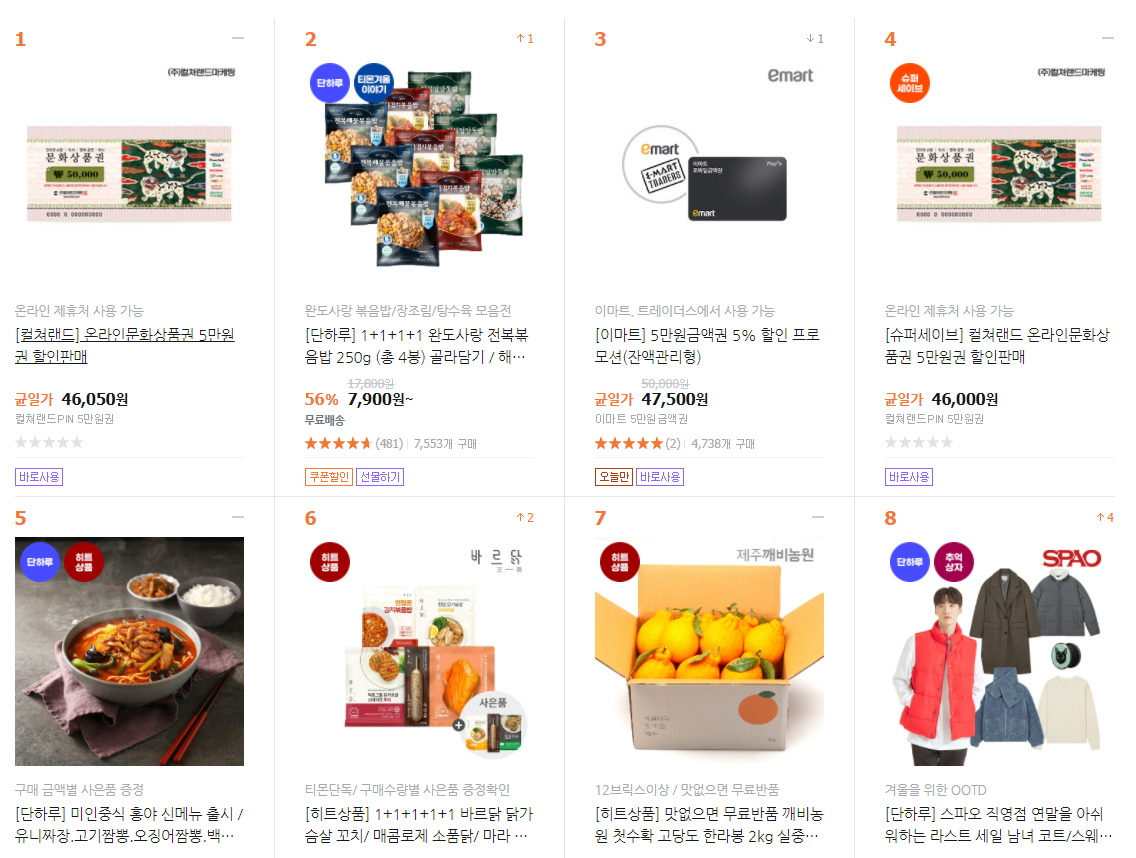 1
(주)컬쳐랜드마케팅
문화상품권
₩ 50,000
온라인 제휴처 사용 가능
[컬쳐랜드] 온라인문화상품권 5만원
권 할인판매
균일가 46,050원
컬쳐랜드PIN 5만원권
바로사용
2
1
단하루
티몬겨울
이야기
전복해물볶음밥
완도사랑 볶음밥/장조림/탕수육 모음전
[단하루] 1+1+1+1 완도사랑 전복볶
음밥 250g (총 4봉) 골라담기 / 해…
17,800원
56% 7,900원~
무료배송
(481) 7,553개 구매
쿠폰할인 선물하기
3
1
emart
emart
E-MART
TRADERS
이마트
모바일금액권
emart
이마트, 트레이더스에서 사용 가능
[이마트] 5만원금액권 5% 할인 프로
모션(잔액관리형)
50,000원
균일가 47,500원
이마트 5만원금액권
(2) 4,738개 구매
오늘만 바로사용
4
슈퍼
세이브
(주)컬쳐랜드마케팅
문화상품권
₩ 50,000
온라인 제휴처 사용 가능
[슈퍼세이브] 컬쳐랜드 온라인문화상
품권 5만원권 할인판매
균일가 46,000원
컬쳐랜드PIN 5만원권
바로사용
5
단하루
히트
상품
구매 금액별 사은품 증정
[단하루] 미인중식 홍아 신메뉴 출시 /
유니짜장.고기짬뽕.오징어짬뽕.백…
6
2
히트
상품
바르닭
김치볶음밥
사은품
티몬단독/ 구매수량별 사은품 증정확인
[히트상품] 1+1+1+1+1 바르닭 닭가
슴살 꼬치/ 매콤로제 소품닭/ 마라 …
7
히트
상품
제주깨비농원
12브릭스이상 / 맛없으면 무료반품
[히트상품] 맛없으면 무료반품 깨비농
원 첫수확 고당도 한라봉 2kg 실중…
8
4
단하루
추억
상자
SPAO
겨울을 위한 OOTD
[단하루] 스파오 직영점 연말을 아쉬
워하는 라스트 세일 남녀 코트/스웨…